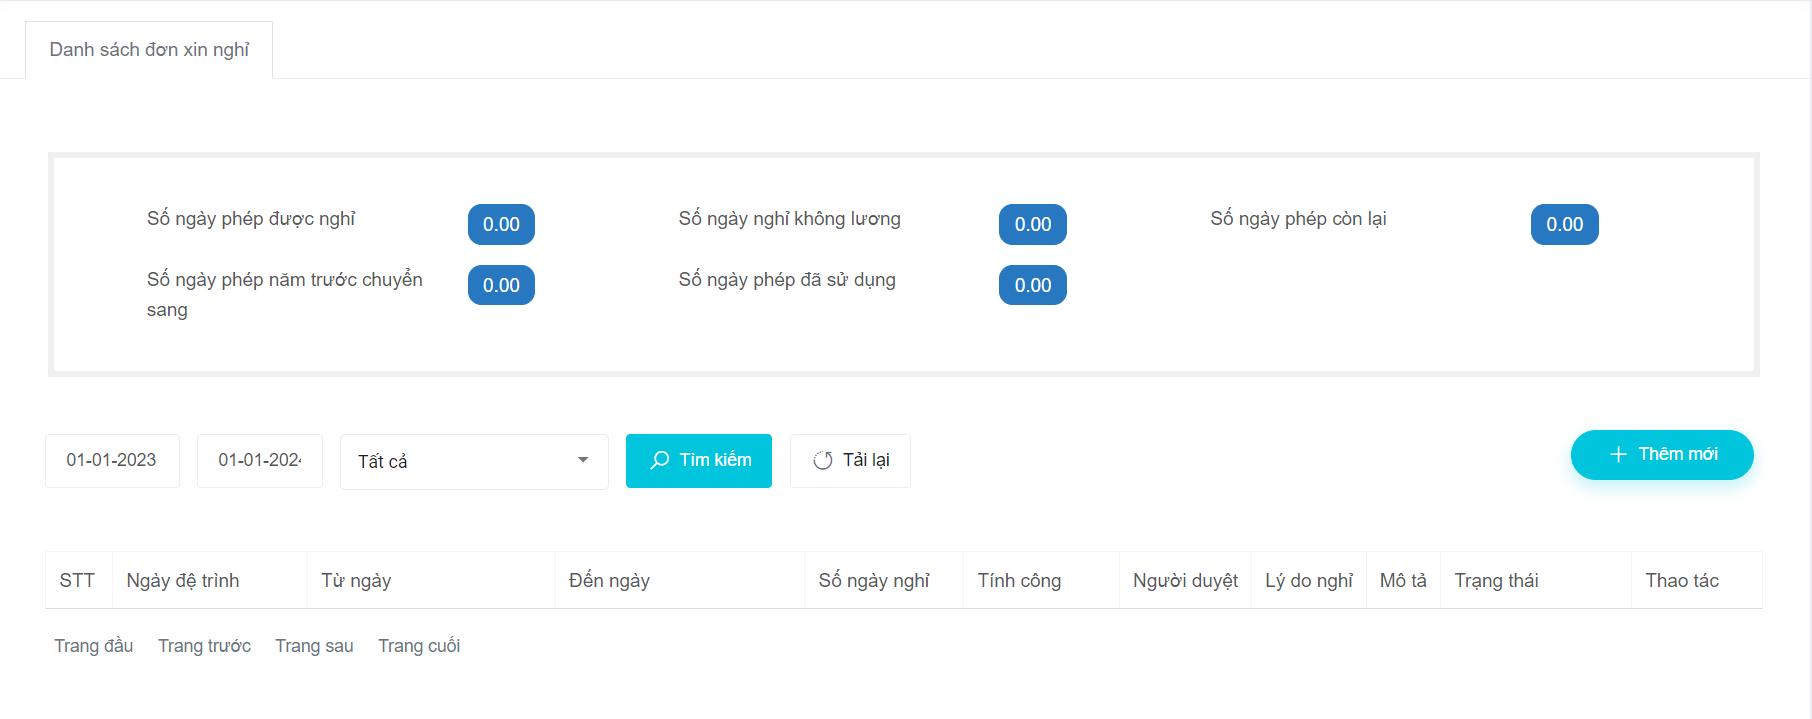 Danh sách đơn xin nghỉ
Số ngày phép được nghỉ 0.00 Số ngày nghỉ không lương 0.00 Số ngày phép còn lại 0.00
Số ngày phép năm trước chuyển sang 0.00 Số ngày phép đã sử dụng 0.00
01-01-2023 01-01-202 Tất cả Tìm kiếm Tải lại Thêm mới
STT Ngày đệ trình Từ ngày Đến ngày Số ngày nghỉ Tính công Người duyệt Lý do nghỉ Mô tả Trạng thái Thao tác
Trang đầu Trang trước Trang sau Trang cuối